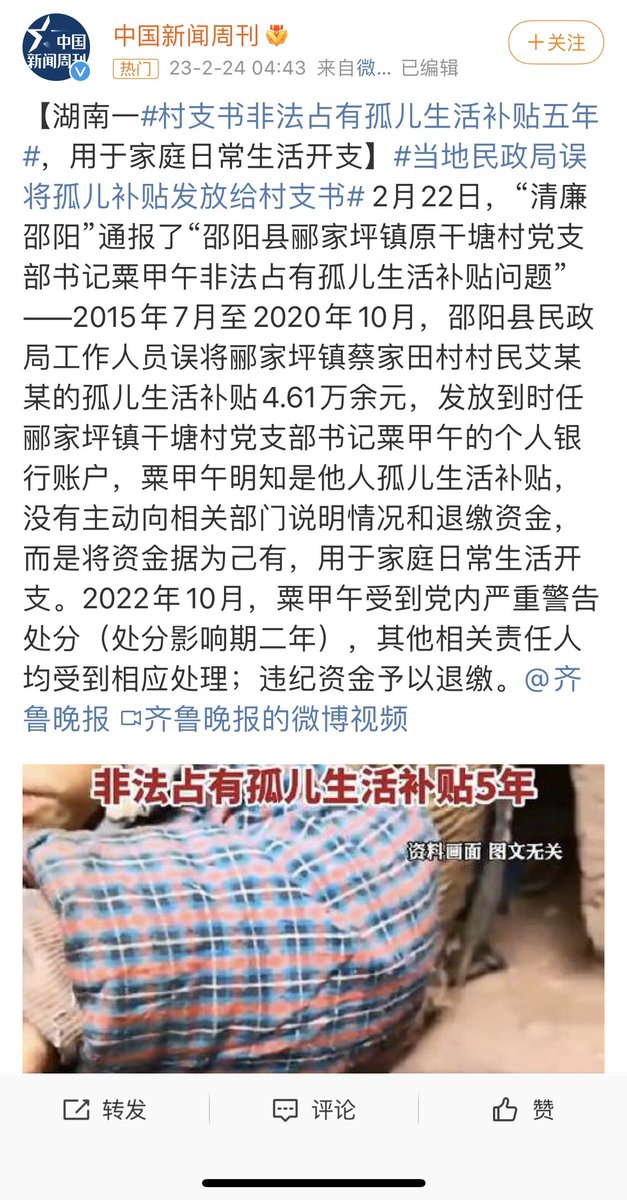 中国
新闻周刊
中国新闻周刊
+关注
热门 23-2-24 04:43 来自微... 已编辑
【湖南一#村支书非法占有孤儿生活补贴五年
#，用于家庭日常生活开支】#当地民政局误
将孤儿补贴发放给村支书# 2月22日，“清廉
邵阳”通报了“邵阳县郦家坪镇原干塘村党支
部书记粟甲午非法占有孤儿生活补贴问题”
——2015年7月至2020年10月，邵阳县民政
局工作人员误将郦家坪镇蔡家田村村民艾某
某的孤儿生活补贴4.61万余元，发放到时任
郦家坪镇干塘村党支部书记粟甲午的个人银
行账户，粟甲午明知是他人孤儿生活补贴，
没有主动向相关部门说明情况和退缴资金，
而是将资金据为己有，用于家庭日常生活开
支。2022年10月，粟甲午受到党内严重警告
处分（处分影响期二年），其他相关责任人
均受到相应处理；违纪资金予以退缴。@齐
鲁晚报 齐鲁晚报的微博视频
非法占有孤儿生活补贴5年
资料画面 图文无关
转发
评论
赞